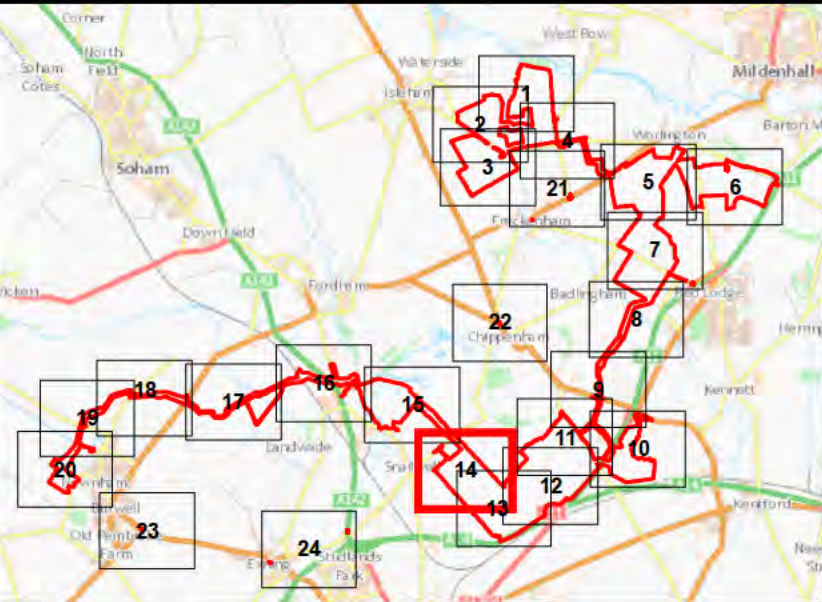 Corner
North
Field
West Row
Waterside
Soham
Cotes
Isleham
Mildenhall
A142
1
2
4
Worlington
Barton M
3
Soham
5
6
21
Freckenham
Down Field
7
A142
Fordham
Wicken
Badlingham
Red Lodge
22
8
Chippenham
Herring
16
9
Kennett
18
17
15
19
11
10
Landwade
Snailwell
14
20
12
13
A142
Kentford
Burwell
23
Old
Farm
24
Exning
Studlands
Park